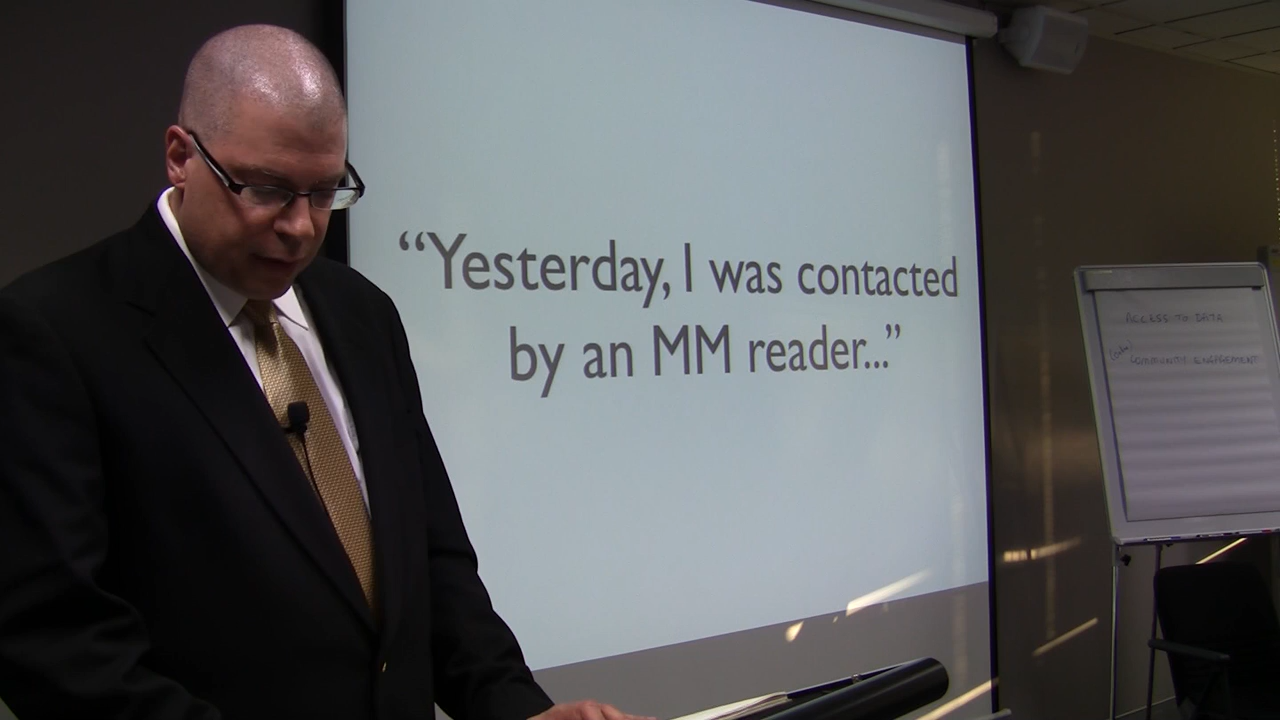 “Yesterday, I was contacted
by an MM reader...”
ACCESS TO DATA
COMMUNITY ENGAGEMENT